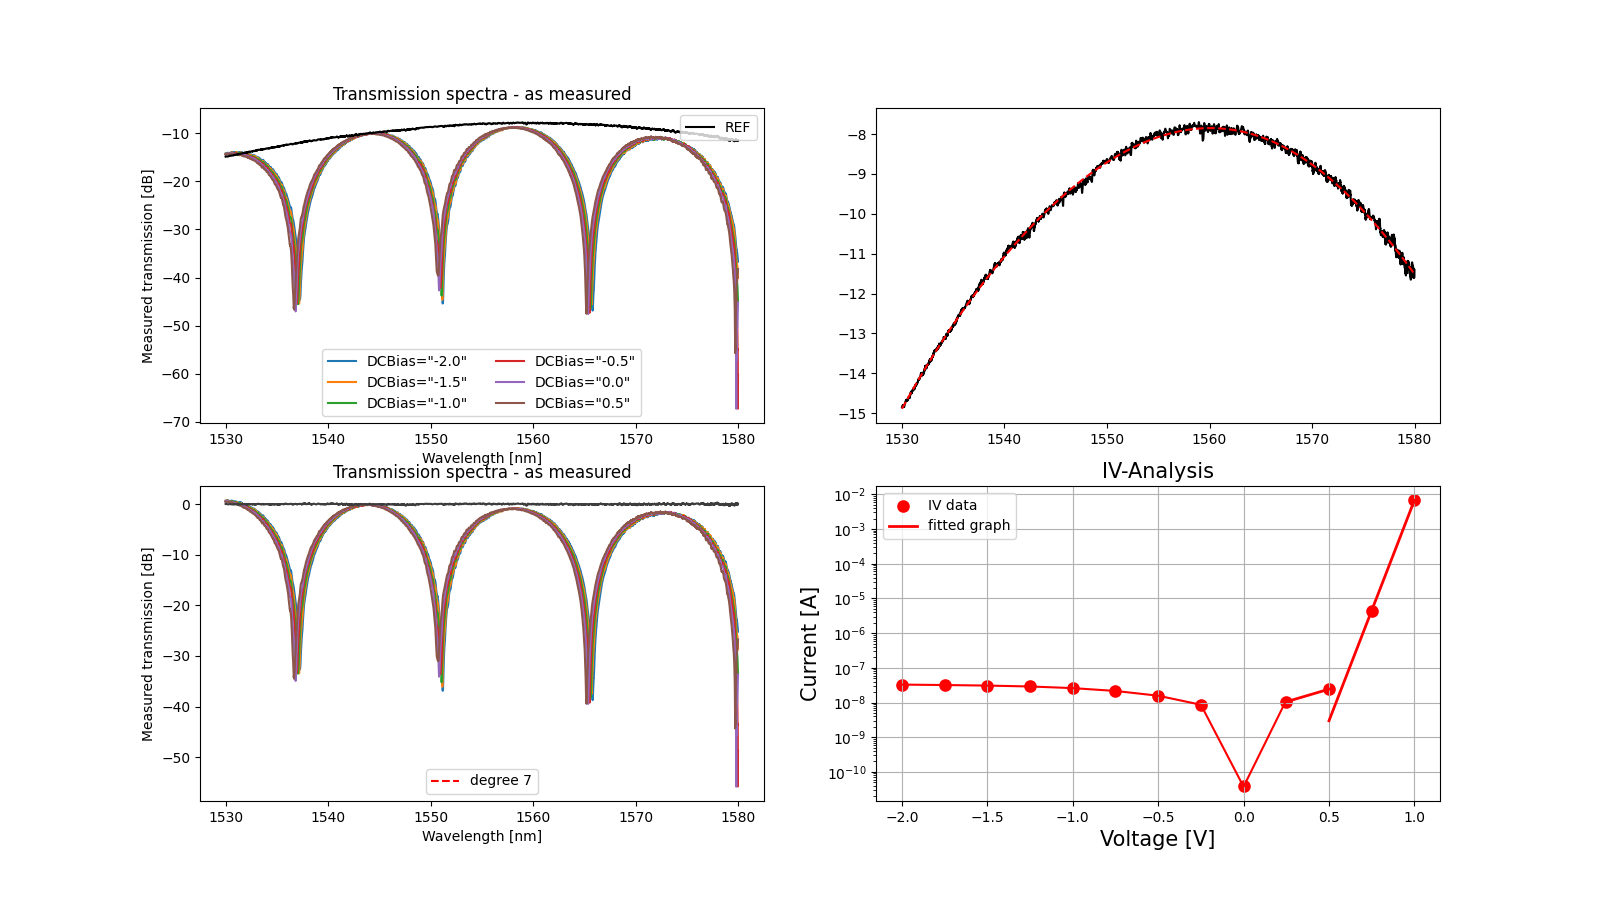 Transmission spectra - as measured
Measured transmission [dB]
−10
−20
−30
−40
−50
−60
−70
REF
DCBias="-2.0"
DCBias="-1.5"
DCBias="-1.0"
DCBias="-0.5"
DCBias="0.0"
DCBias="0.5"
1530 1540 1550 1560 1570 1580
Wavelength [nm]
−8
−9
−10
−11
−12
−13
−14
−15
1530 1540 1550 1560 1570 1580
Transmission spectra - as measured
Measured transmission [dB]
0
−10
−20
−30
−40
−50
degree 7
1530 1540 1550 1560 1570 1580
Wavelength [nm]
IV-Analysis
Current [A]
10⁻²
10⁻³
10⁻⁴
10⁻⁵
10⁻⁶
10⁻⁷
10⁻⁸
10⁻⁹
10⁻¹⁰
IV data
fitted graph
−2.0 −1.5 −1.0 −0.5 0.0 0.5 1.0
Voltage [V]